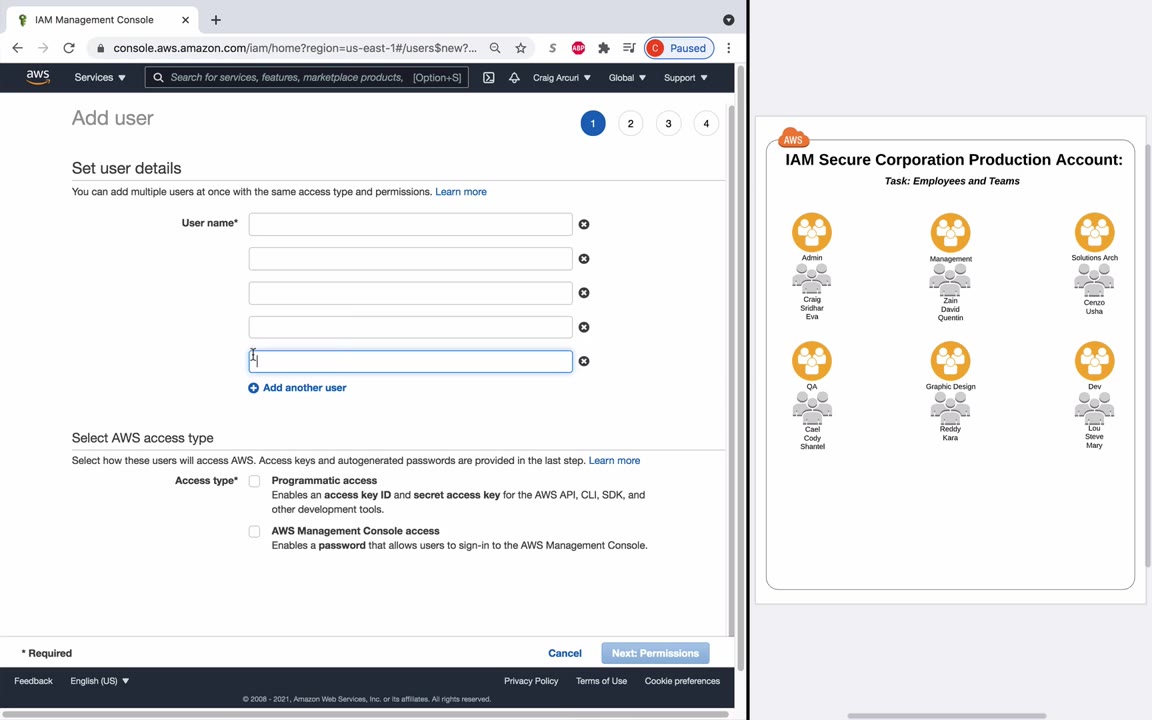 IAM Management Console
console.aws.amazon.com/iam/home?region=us-east-1#/users$new?...
S
ABP
C Paused
aws
Services
Search for services, features, marketplace products, [Option+S]
Craig Arcuri
Global
Support
Add user
1 2 3 4
Set user details
You can add multiple users at once with the same access type and permissions. Learn more
User name*
Add another user
Select AWS access type
Select how these users will access AWS. Access keys and autogenerated passwords are provided in the last step. Learn more
Access type*
Programmatic access
Enables an access key ID and secret access key for the AWS API, CLI, SDK, and
other development tools.
AWS Management Console access
Enables a password that allows users to sign-in to the AWS Management Console.
* Required
Cancel
Next: Permissions
Feedback
English (US)
Privacy Policy
Terms of Use
Cookie preferences
© 2008 - 2021, Amazon Web Services, Inc. or its affiliates. All rights reserved.
AWS
IAM Secure Corporation Production Account:
Task: Employees and Teams
Admin
Craig
Sridhar
Eva
Management
Zain
David
Quentin
Solutions Arch
Cenzo
Usha
QA
Cael
Cody
Shantel
Graphic Design
Reddy
Kara
Dev
Lou
Steve
Mary